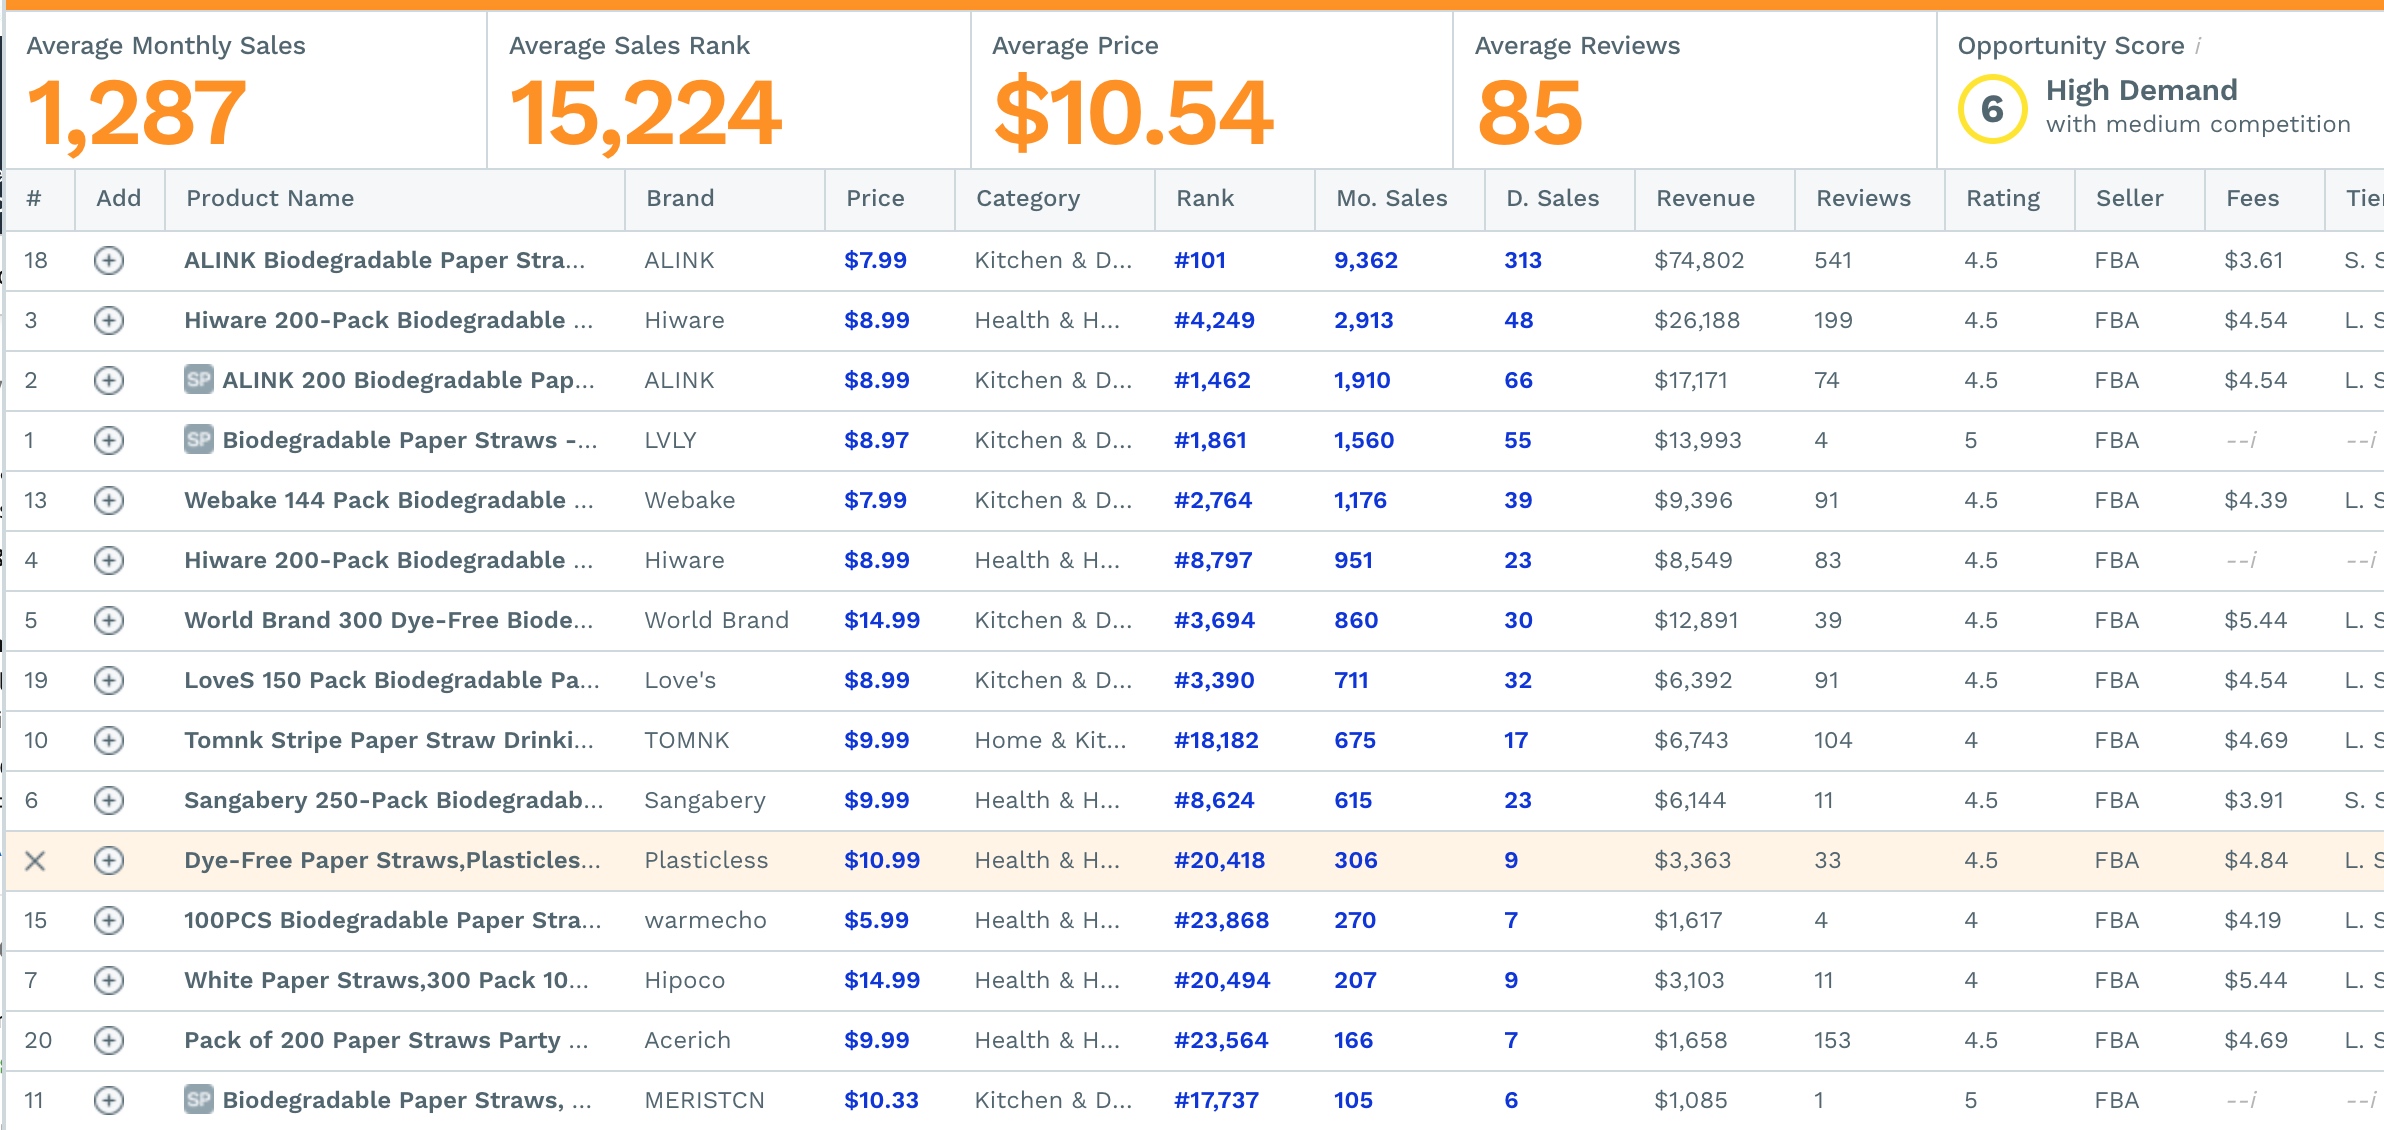 Average Monthly Sales Average Sales Rank Average Price Average Reviews Opportunity Score i
1,287 15,224 $10.54 85 6 High Demand
with medium competition
# Add Product Name Brand Price Category Rank Mo. Sales D. Sales Revenue Reviews Rating Seller Fees Tier
18 ALINK Biodegradable Paper Stra... ALINK $7.99 Kitchen & D... #101 9,362 313 $74,802 541 4.5 FBA $3.61 S. S
3 Hiware 200-Pack Biodegradable ... Hiware $8.99 Health & H... #4,249 2,913 48 $26,188 199 4.5 FBA $4.54 L. S
2 SP ALINK 200 Biodegradable Pap... ALINK $8.99 Kitchen & D... #1,462 1,910 66 $17,171 74 4.5 FBA $4.54 L. S
1 SP Biodegradable Paper Straws -... LVLY $8.97 Kitchen & D... #1,861 1,560 55 $13,993 4 5 FBA --i --i
13 Webake 144 Pack Biodegradable ... Webake $7.99 Kitchen & D... #2,764 1,176 39 $9,396 91 4.5 FBA $4.39 L. S
4 Hiware 200-Pack Biodegradable ... Hiware $8.99 Health & H... #8,797 951 23 $8,549 83 4.5 FBA --i --i
5 World Brand 300 Dye-Free Biode... World Brand $14.99 Kitchen & D... #3,694 860 30 $12,891 39 4.5 FBA $5.44 L. S
19 LoveS 150 Pack Biodegradable Pa... Love's $8.99 Kitchen & D... #3,390 711 32 $6,392 91 4.5 FBA $4.54 L. S
10 Tomnk Stripe Paper Straw Drinki... TOMNK $9.99 Home & Kit... #18,182 675 17 $6,743 104 4 FBA $4.69 L. S
6 Sangabery 250-Pack Biodegradab... Sangabery $9.99 Health & H... #8,624 615 23 $6,144 11 4.5 FBA $3.91 S. S
Dye-Free Paper Straws,Plasticles... Plasticless $10.99 Health & H... #20,418 306 9 $3,363 33 4.5 FBA $4.84 L. S
15 100PCS Biodegradable Paper Stra... warmecho $5.99 Health & H... #23,868 270 7 $1,617 4 4 FBA $4.19 L. S
7 White Paper Straws,300 Pack 10... Hipoco $14.99 Health & H... #20,494 207 9 $3,103 11 4 FBA $5.44 L. S
20 Pack of 200 Paper Straws Party ... Acerich $9.99 Health & H... #23,564 166 7 $1,658 153 4.5 FBA $4.69 L. S
11 SP Biodegradable Paper Straws, ... MERISTCN $10.33 Kitchen & D... #17,737 105 6 $1,085 1 5 FBA --i --i